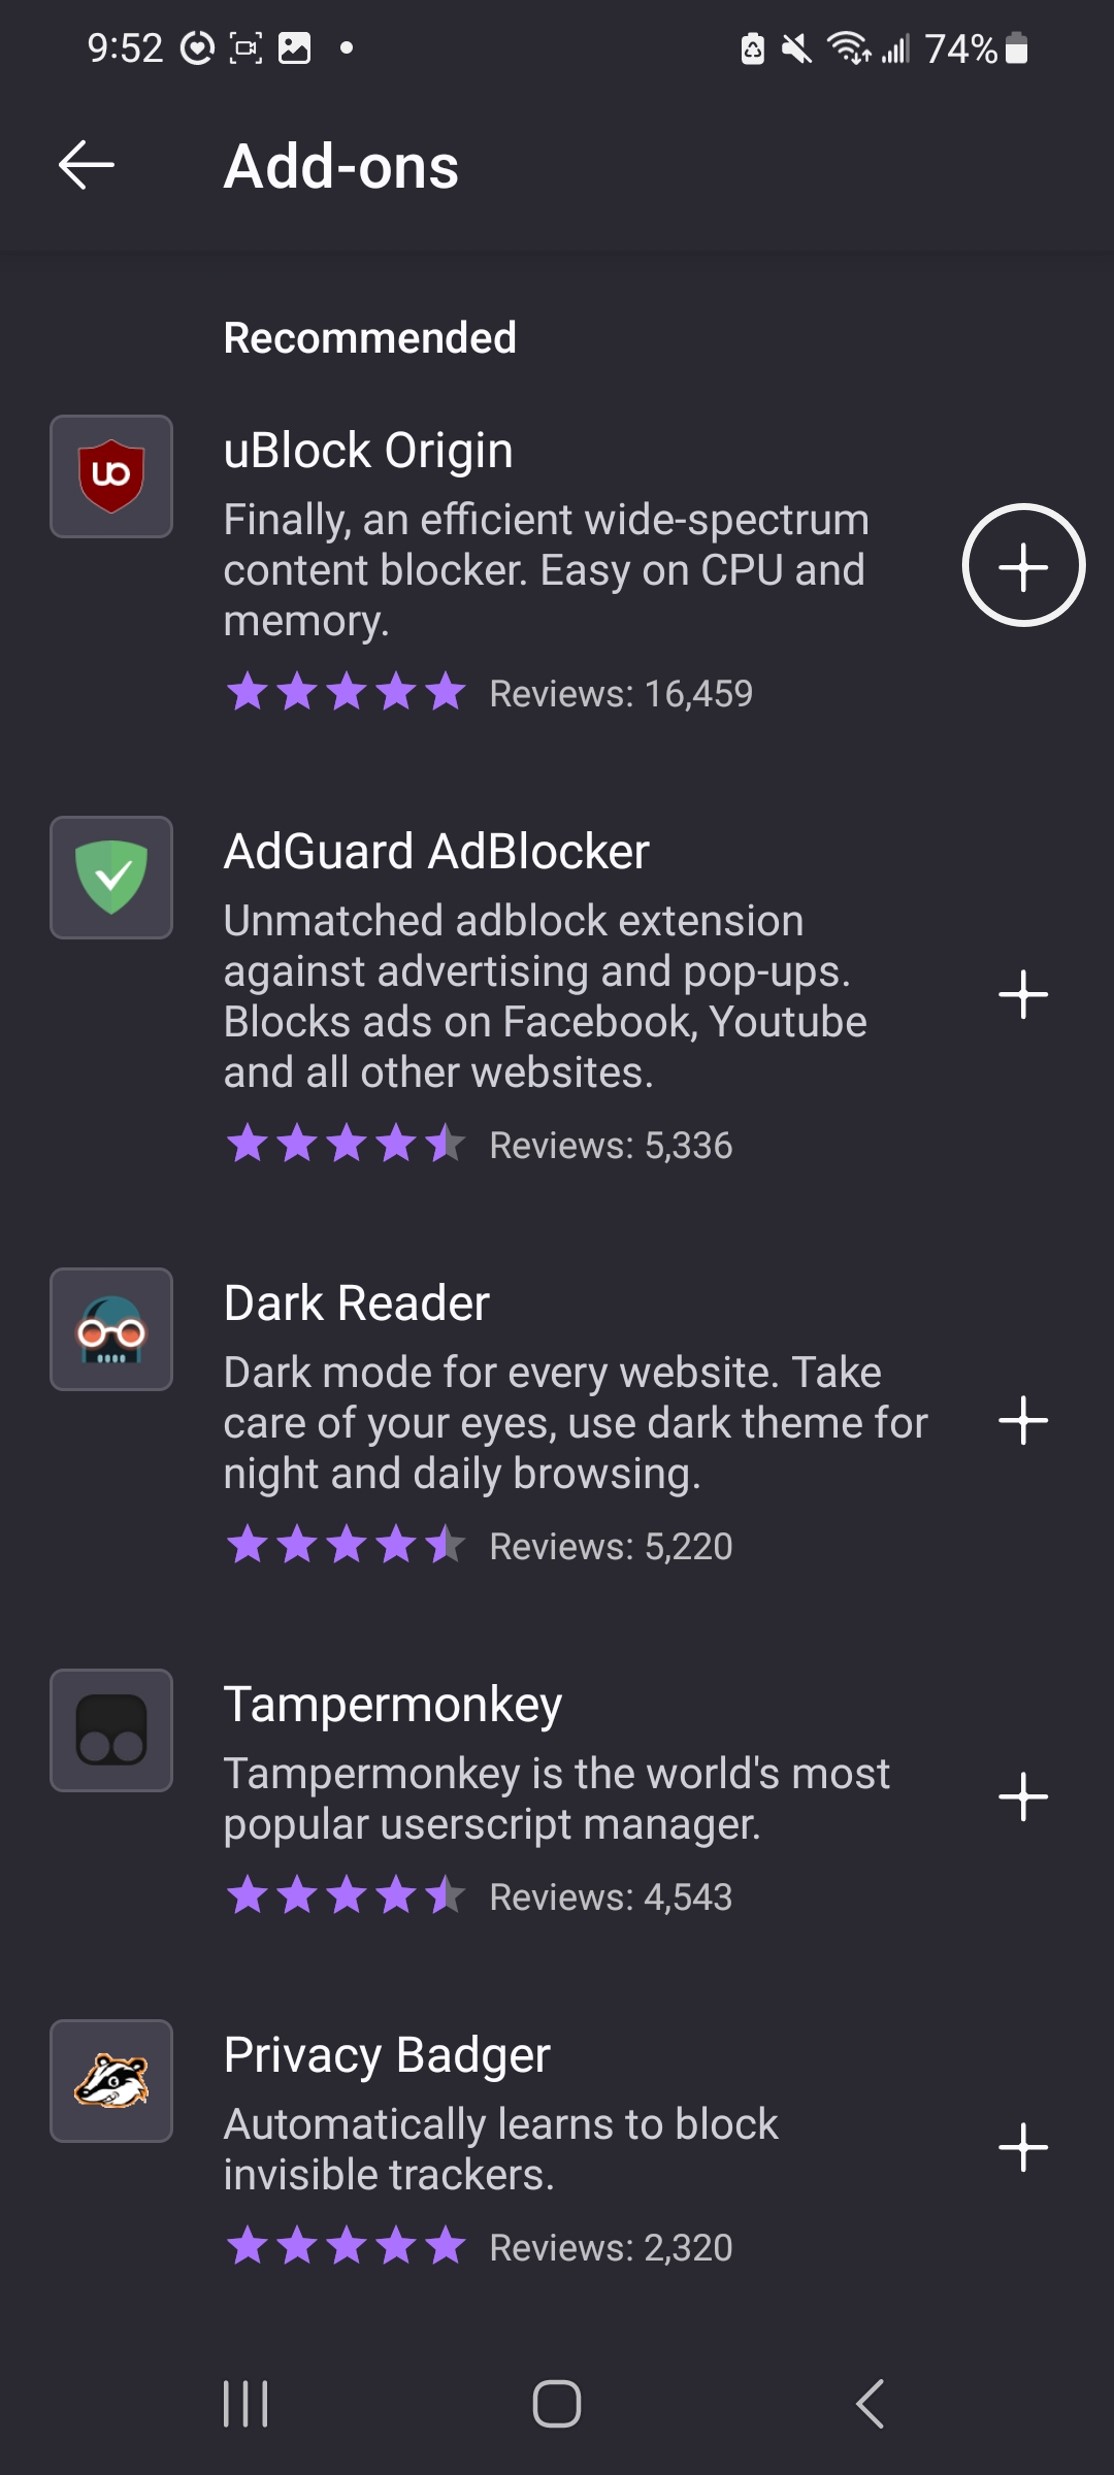 9:52
74%
Add-ons
Recommended
uBlock Origin
Finally, an efficient wide-spectrum
content blocker. Easy on CPU and
memory.
Reviews: 16,459
AdGuard AdBlocker
Unmatched adblock extension
against advertising and pop-ups.
Blocks ads on Facebook, Youtube
and all other websites.
Reviews: 5,336
Dark Reader
Dark mode for every website. Take
care of your eyes, use dark theme for
night and daily browsing.
Reviews: 5,220
Tampermonkey
Tampermonkey is the world's most
popular userscript manager.
Reviews: 4,543
Privacy Badger
Automatically learns to block
invisible trackers.
Reviews: 2,320